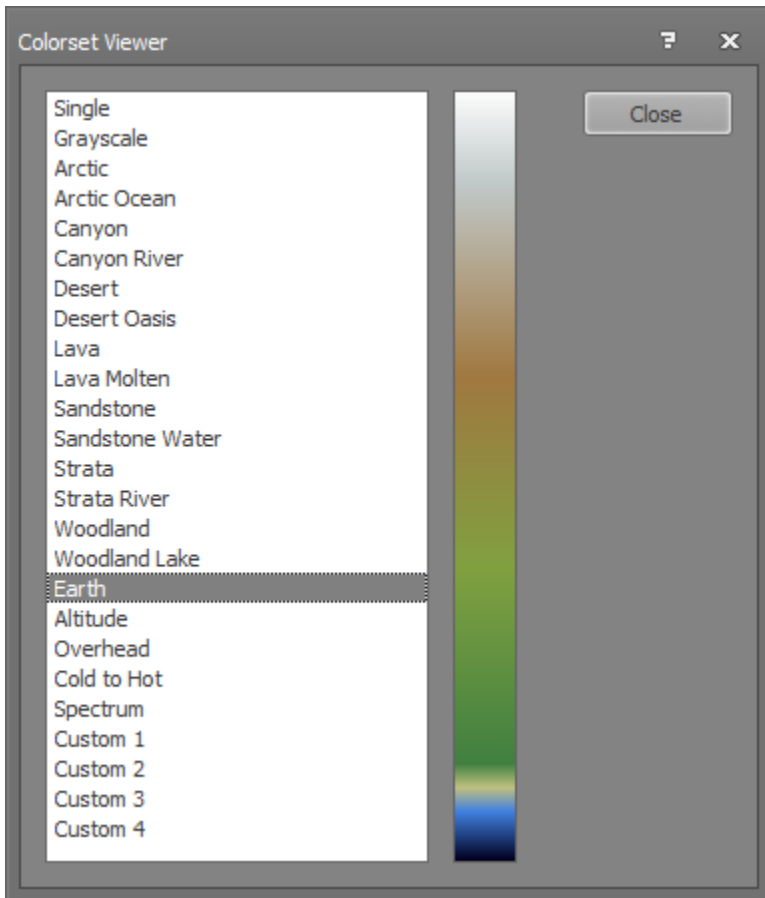 Colorset Viewer
Single
Grayscale
Arctic
Arctic Ocean
Canyon
Canyon River
Desert
Desert Oasis
Lava
Lava Molten
Sandstone
Sandstone Water
Strata
Strata River
Woodland
Woodland Lake
Earth
Altitude
Overhead
Cold to Hot
Spectrum
Custom 1
Custom 2
Custom 3
Custom 4
Close